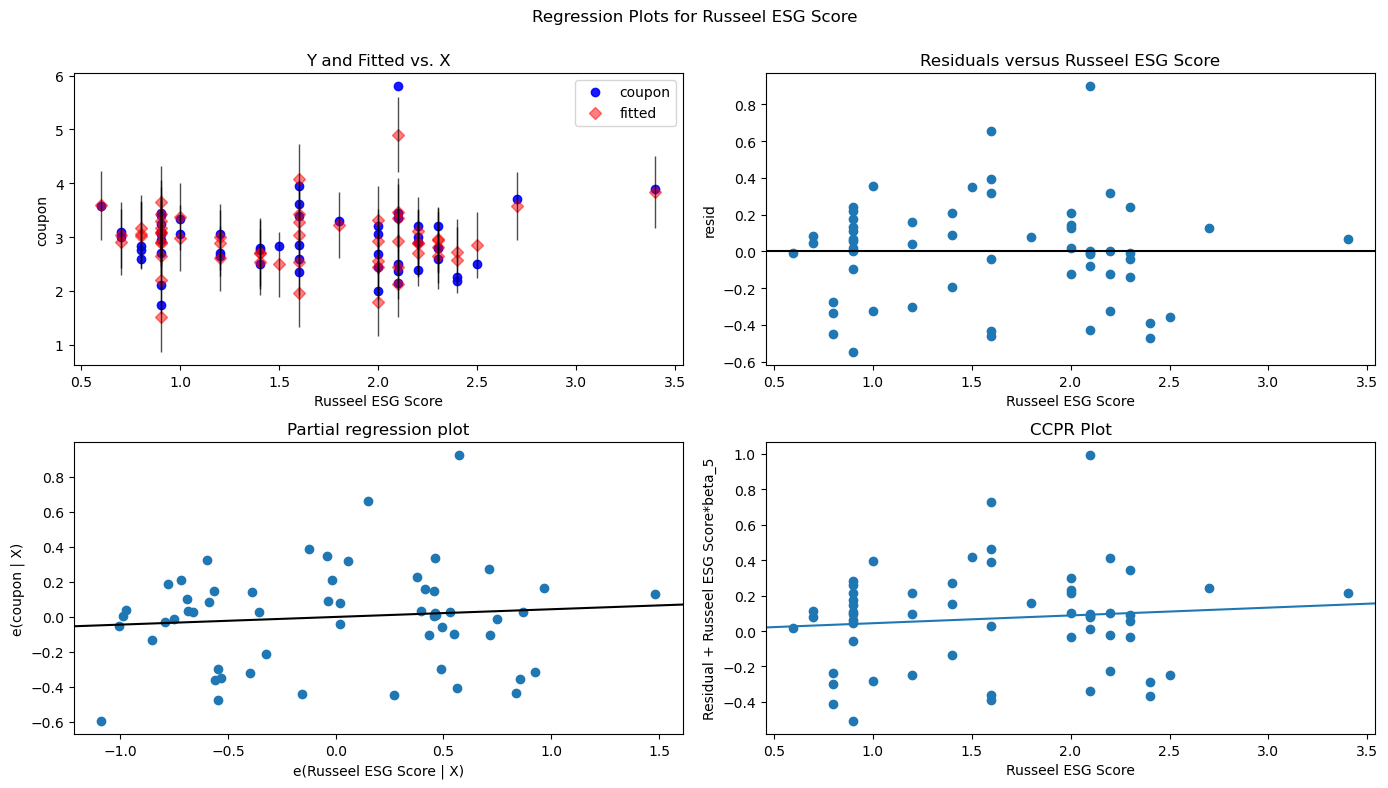 Regression Plots for Russeel ESG Score
Y and Fitted vs. X
coupon
fitted
6
5
4
3
2
1
coupon
0.5 1.0 1.5 2.0 2.5 3.0 3.5
Russeel ESG Score
Residuals versus Russeel ESG Score
0.8
0.6
0.4
0.2
0.0
−0.2
−0.4
−0.6
resid
0.5 1.0 1.5 2.0 2.5 3.0 3.5
Russeel ESG Score
Partial regression plot
0.8
0.6
0.4
0.2
0.0
−0.2
−0.4
−0.6
e(coupon | X)
−1.0 −0.5 0.0 0.5 1.0 1.5
e(Russeel ESG Score | X)
CCPR Plot
1.0
0.8
0.6
0.4
0.2
0.0
−0.2
−0.4
Residual + Russeel ESG Score*beta_5
0.5 1.0 1.5 2.0 2.5 3.0 3.5
Russeel ESG Score